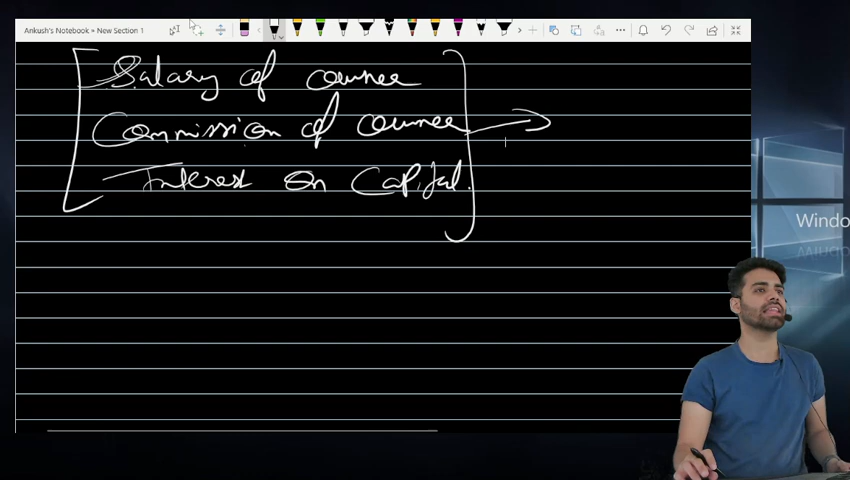 Ankush's Notebook » New Section 1
Salary of owner
Commission of owner
Interest on Capital.
Windo